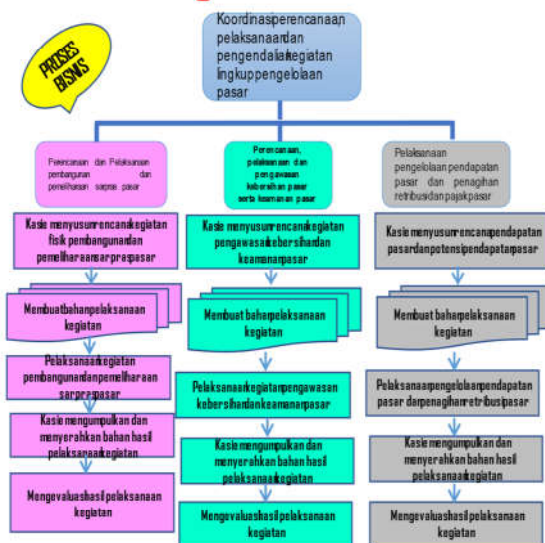 PROSES
BISNIS
Koordinasi perencanaan,
pelaksanaan dan
pengendalian kegiatan
lingkup pengelolaan
pasar
Perencanaan dan Pelaksanaan
pembangunan dan
pemeliharaan sarpras pasar
Perencanaan,
pelaksanaan dan
pengawasan
kebersihan pasar
serta keamanan pasar
Pelaksanaan
pengelolaan pendapatan
pasar dan penagihan
retribusi dan pajak pasar
Kasie menyusun rencana kegiatan
fisik pembangunan dan
pemeliharaan sarpras pasar
Membuat bahan pelaksanaan
kegiatan
Pelaksanaan kegiatan
pembangunan dan pemeliharaan
sarpras pasar
Kasie mengumpulkan dan
menyerahkan bahan hasil
pelaksanaan kegiatan
Mengevaluasi hasil pelaksanaan
kegiatan
Kasie menyusun rencana kegiatan
pengawasan kebersihan dan
keamanan pasar
Membuat bahan pelaksanaan
kegiatan
Pelaksanaan kegiatan pengawasan
kebersihan dan keamanan pasar
Kasie mengumpulkan dan
menyerahkan bahan hasil
pelaksanaan kegiatan
Mengevaluasi hasil pelaksanaan
kegiatan
Kasie menyusun rencana pendapatan
pasar dan potensi pendapatan pasar
Membuat bahan pelaksanaan
kegiatan
Pelaksanaan pengelolaan pendapatan
pasar dan penagihan retribusi pasar
Kasie mengumpulkan dan
menyerahkan bahan hasil
pelaksanaan kegiatan
Mengevaluasi hasil pelaksanaan
kegiatan